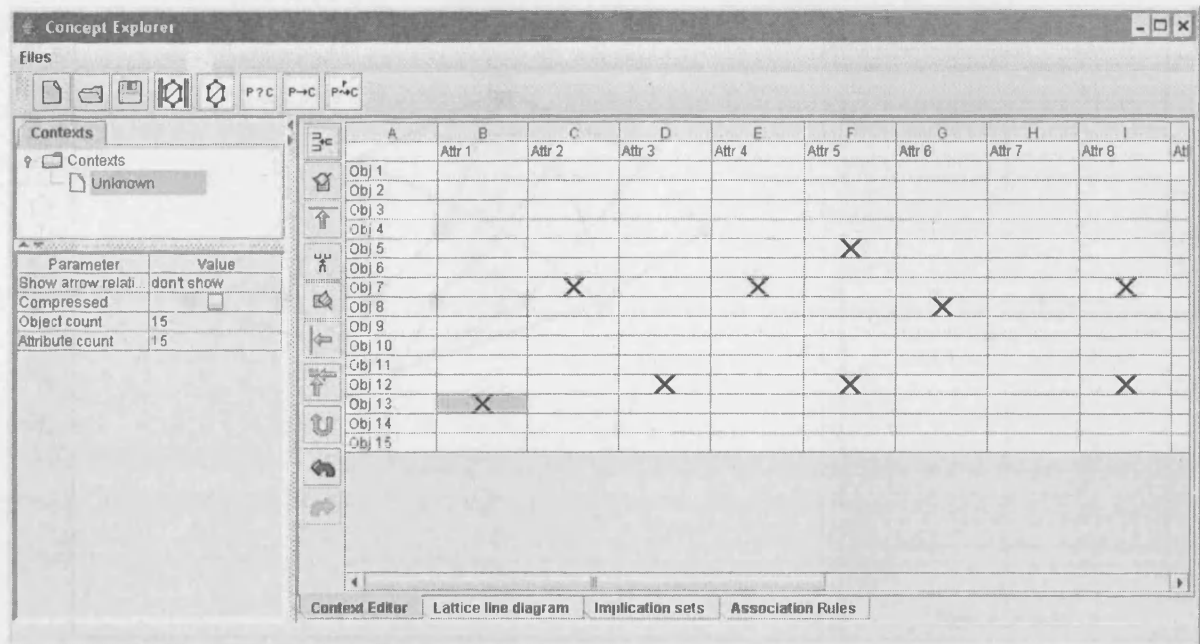 Concept Explorer
Files
P?C P→C P→C
Contexts
Contexts
Unknown
Parameter Value
Show arrow relati... don't show
Compressed
Object count 15
Attribute count 15
A B C D E F G H I
Attr 1 Attr 2 Attr 3 Attr 4 Attr 5 Attr 6 Attr 7 Attr 8 Att
Obj 1
Obj 2
Obj 3
Obj 4
Obj 5 X
Obj 6
Obj 7 X X X
Obj 8 X
Obj 9
Obj 10
Obj 11
Obj 12 X X X
Obj 13 X
Obj 14
Obj 15
Context Editor Lattice line diagram Implication sets Association Rules